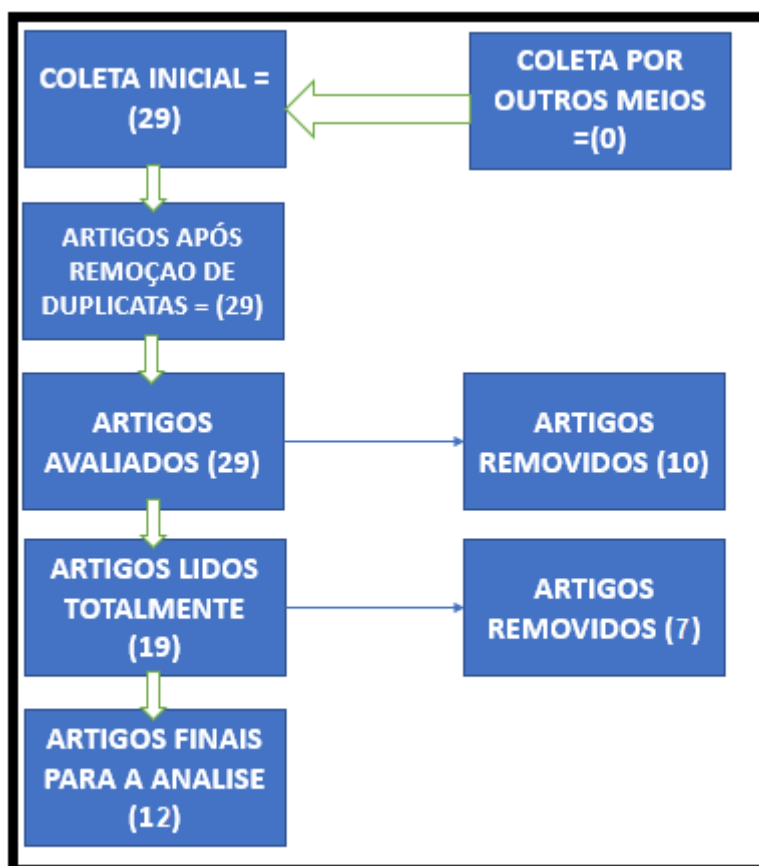 COLETA INICIAL =
(29)
COLETA POR
OUTROS MEIOS
=(0)
ARTIGOS APÓS
REMOÇAO DE
DUPLICATAS = (29)
ARTIGOS
AVALIADOS (29)
ARTIGOS
REMOVIDOS (10)
ARTIGOS LIDOS
TOTALMENTE
(19)
ARTIGOS
REMOVIDOS (7)
ARTIGOS FINAIS
PARA A ANALISE
(12)